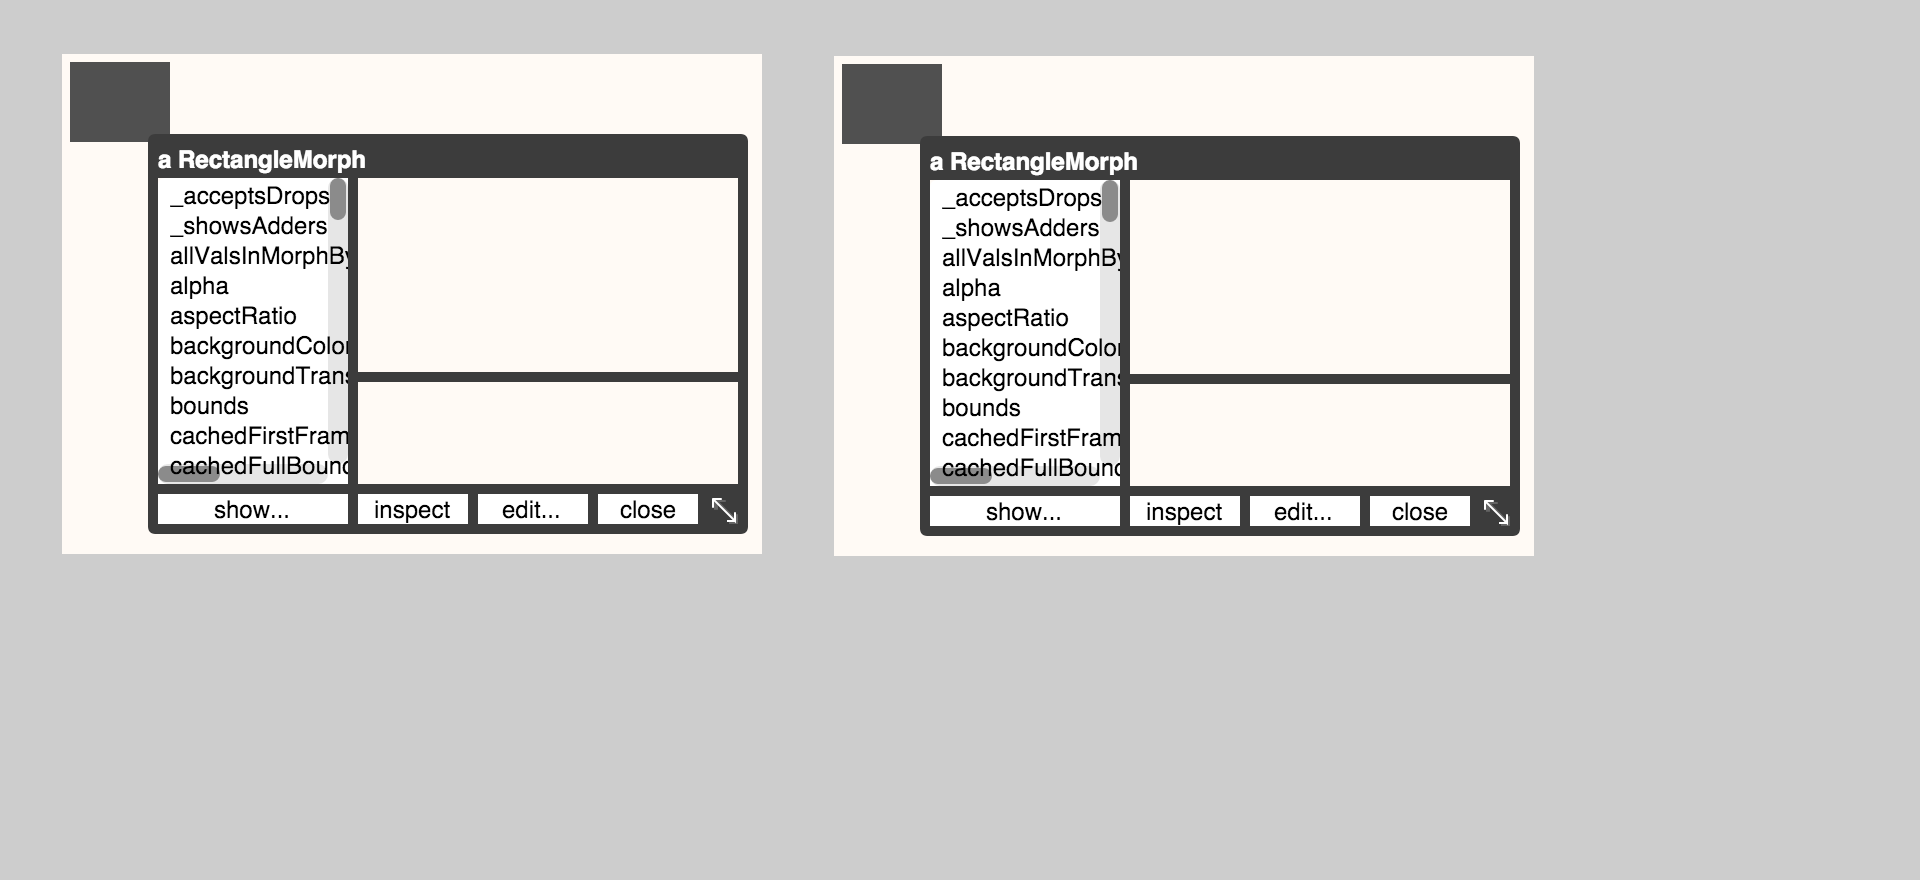 a RectangleMorph
_acceptsDrops
_showsAdders
allValsInMorphBy
alpha
aspectRatio
backgroundColor
backgroundTrans
bounds
cachedFirstFram
cachedFullBound
show...
inspect
edit...
close
a RectangleMorph
_acceptsDrops
_showsAdders
allValsInMorphBy
alpha
aspectRatio
backgroundColor
backgroundTrans
bounds
cachedFirstFram
cachedFullBound
show...
inspect
edit...
close